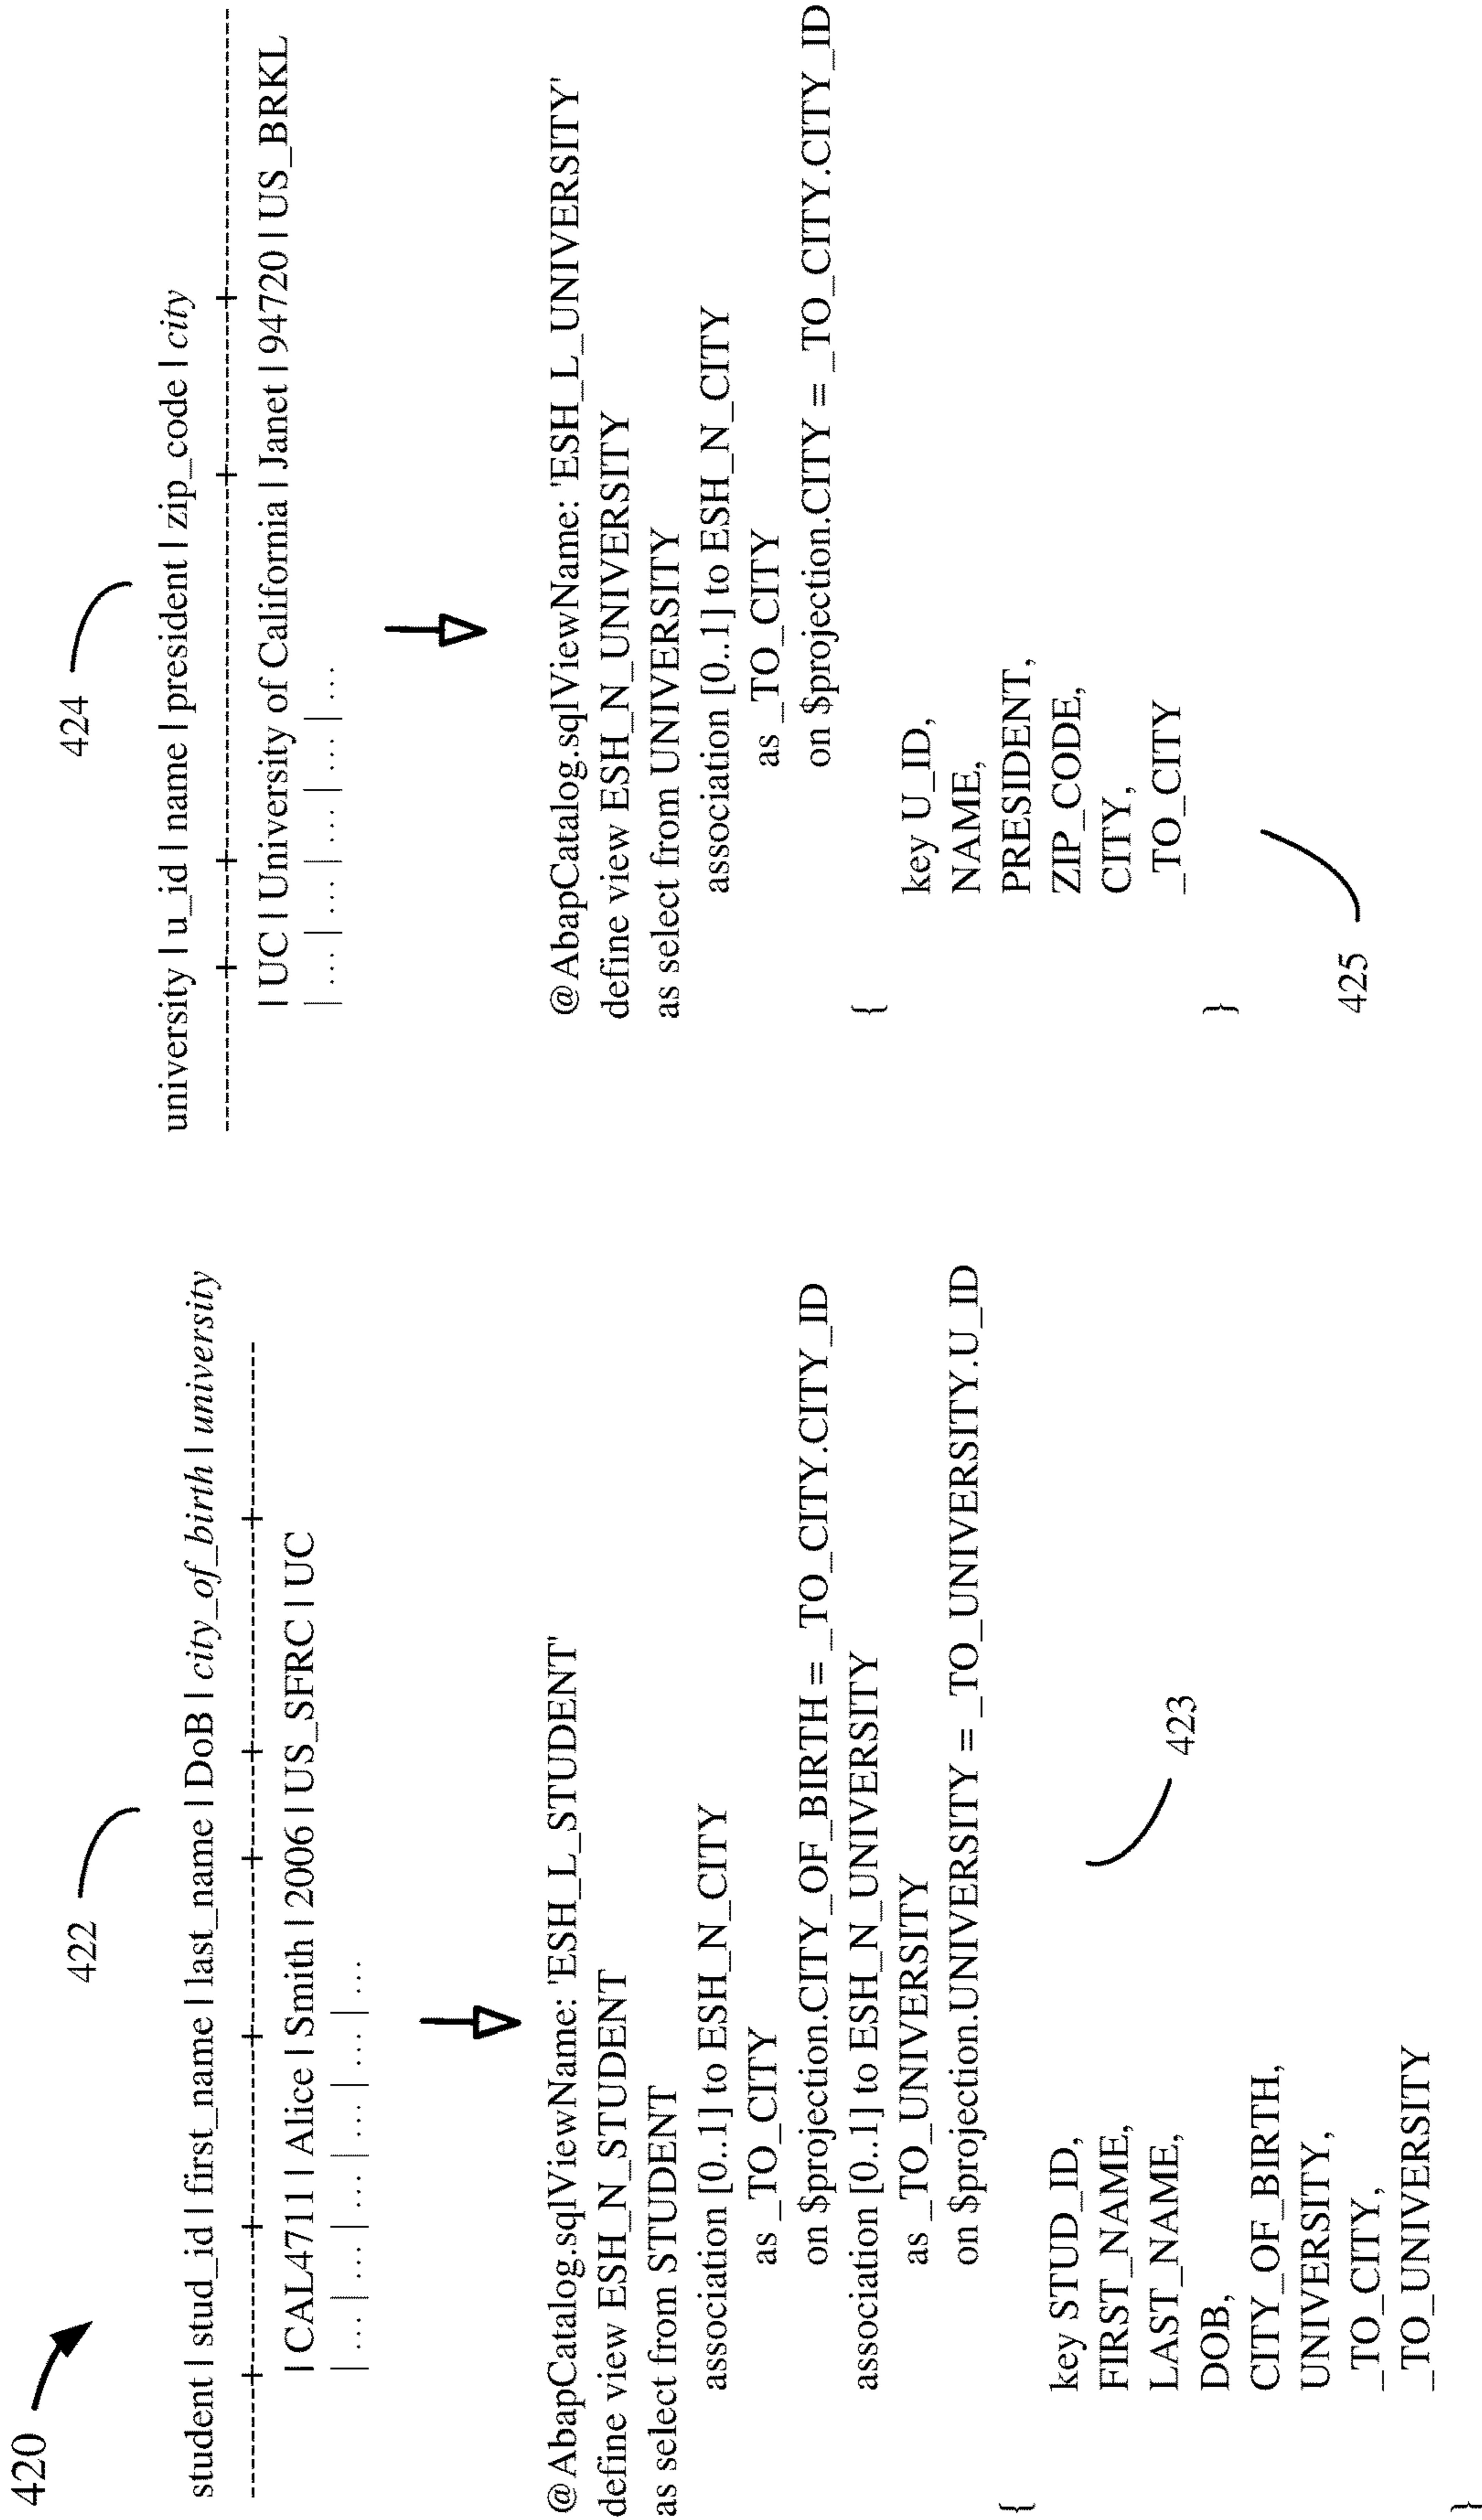 420
422
student | stud_id | first_name | last_name | DoB | city_of_birth | university
--------+---------+------------+-----------+-----+---------------+-----------
| CAL4711 | Alice | Smith | 2006 | US_SFRC | UC
| … | … | … | … | … | …
@AbapCatalog.sqlViewName: 'ESH_L_STUDENT'
define view ESH_N_STUDENT
as select from STUDENT
association [0..1] to ESH_N_CITY
as _TO_CITY
on $projection.CITY_OF_BIRTH = _TO_CITY.CITY_ID
association [0..1] to ESH_N_UNIVERSITY
as _TO_UNIVERSITY
on $projection.UNIVERSITY = _TO_UNIVERSITY.U_ID
{
key STUD_ID,
FIRST_NAME,
LAST_NAME,
DOB,
CITY_OF_BIRTH,
UNIVERSITY,
_TO_CITY,
_TO_UNIVERSITY
}
423
424
university | u_id | name | president | zip_code | city
-----------+------+------+-----------+----------+------
| UC | University of California | Janet | 94720 | US_BRKL
| … | … | … | … | …
@AbapCatalog.sqlViewName: 'ESH_L_UNIVERSITY'
define view ESH_N_UNIVERSITY
as select from UNIVERSITY
association [0..1] to ESH_N_CITY
as _TO_CITY
on $projection.CITY = _TO_CITY.CITY_ID
{
key U_ID,
NAME,
PRESIDENT,
ZIP_CODE,
CITY,
_TO_CITY
}
425